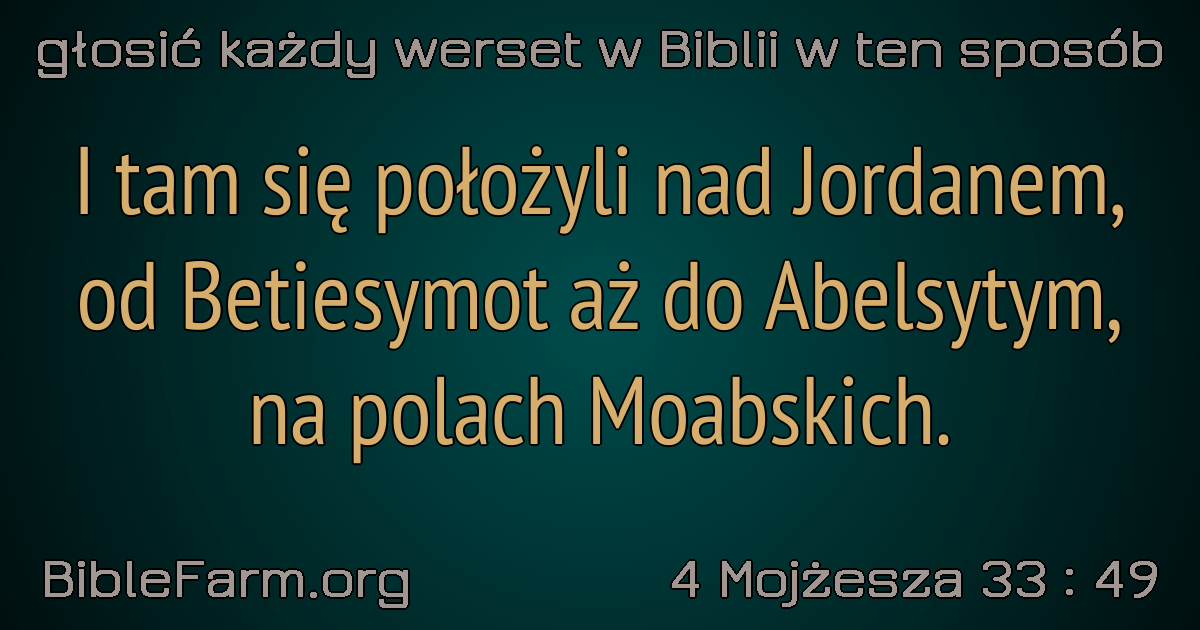 głosić każdy werset w Biblii w ten sposób
I tam się położyli nad Jordanem,
od Betiesymot aż do Abelsytym,
na polach Moabskich.
BibleFarm.org
4 Mojżesza 33 : 49